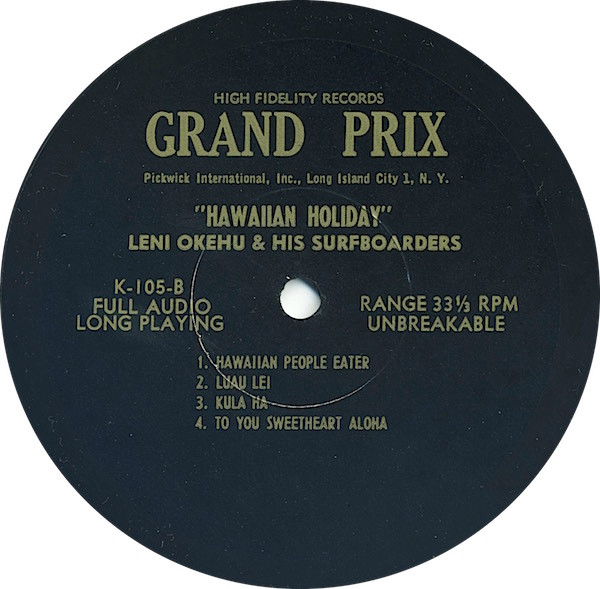 HIGH FIDELITY RECORDS
GRAND PRIX
Pickwick International, Inc., Long Island City 1, N. Y.
"HAWAIIAN HOLIDAY"
LENI OKEHU & HIS SURFBOARDERS
K-105-B
FULL AUDIO
LONG PLAYING
RANGE 33⅓ RPM
UNBREAKABLE
1. HAWAIIAN PEOPLE EATER
2. LUAU LEI
3. KULA HA
4. TO YOU SWEETHEART ALOHA